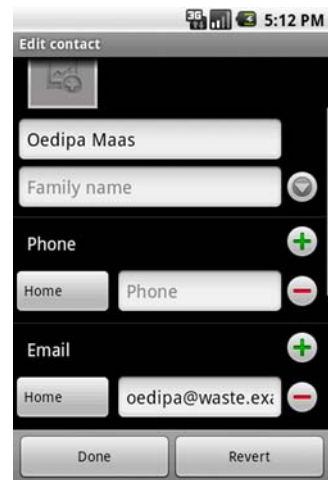 3G 5:12 PM
Edit contact
Oedipa Maas
Family name
Phone
Home Phone
Email
Home oedipa@waste.exa
Done Revert